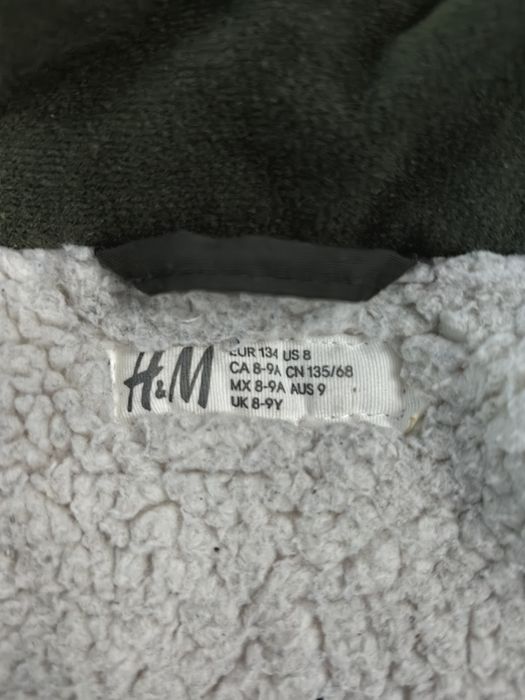 H&M
EUR 134 US 8
CA 8-9A CN 135/68
MX 8-9A AUS 9
UK 8-9Y